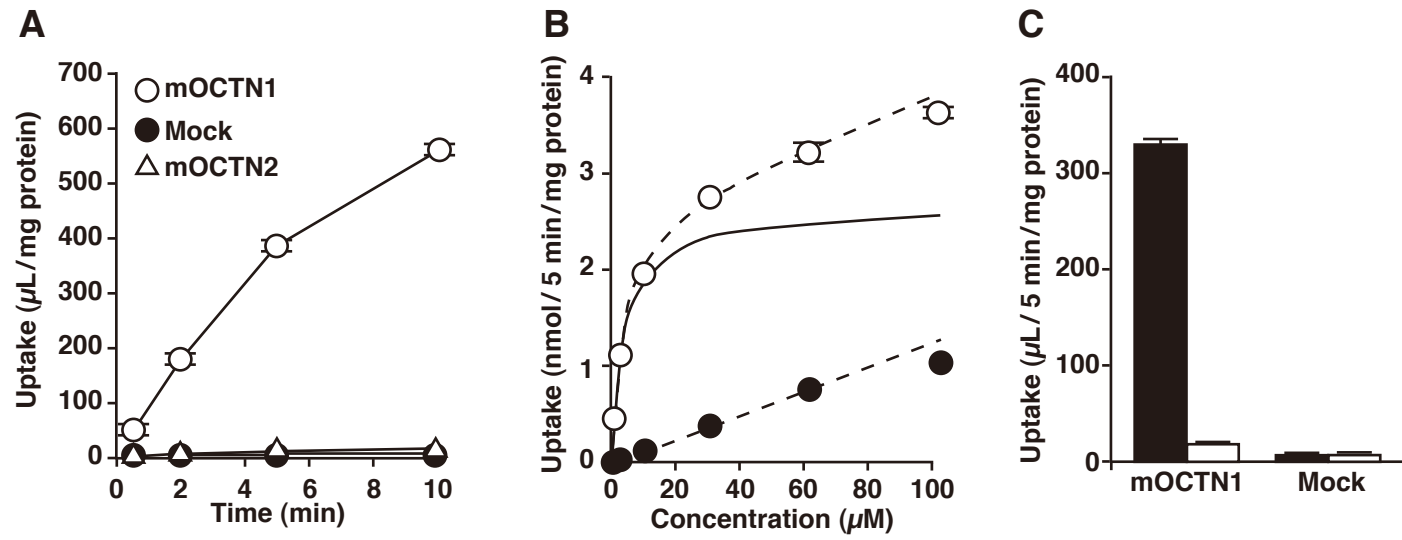 A
Uptake (µL/mg protein)
700
600
500
400
300
200
100
0
mOCTN1
Mock
mOCTN2
0 2 4 6 8 10
Time (min)
B
Uptake (nmol/5 min/mg protein)
4
3
2
1
0
0 20 40 60 80 100
Concentration (µM)
C
Uptake (µL/5 min/mg protein)
400
300
200
100
0
mOCTN1 Mock